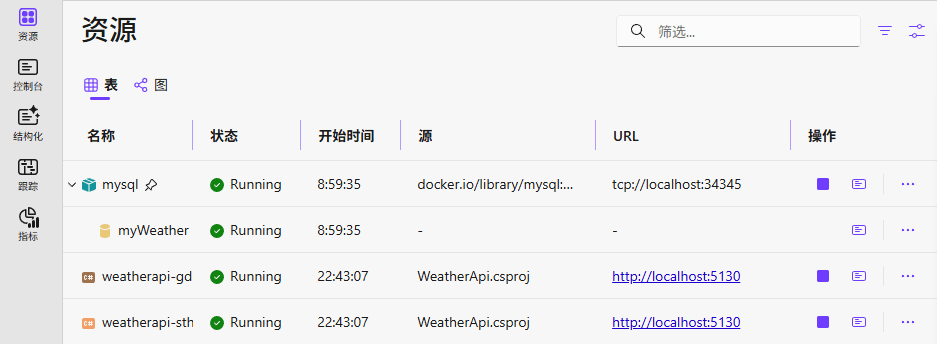 资源
控制台
结构化
跟踪
指标
资源
筛选...
表 图
名称 状态 开始时间 源 URL 操作
mysql Running 8:59:35 docker.io/library/mysql:... tcp://localhost:34345
myWeather Running 8:59:35 - -
C# weatherapi-gd Running 22:43:07 WeatherApi.csproj http://localhost:5130
C# weatherapi-sth Running 22:43:07 WeatherApi.csproj http://localhost:5130